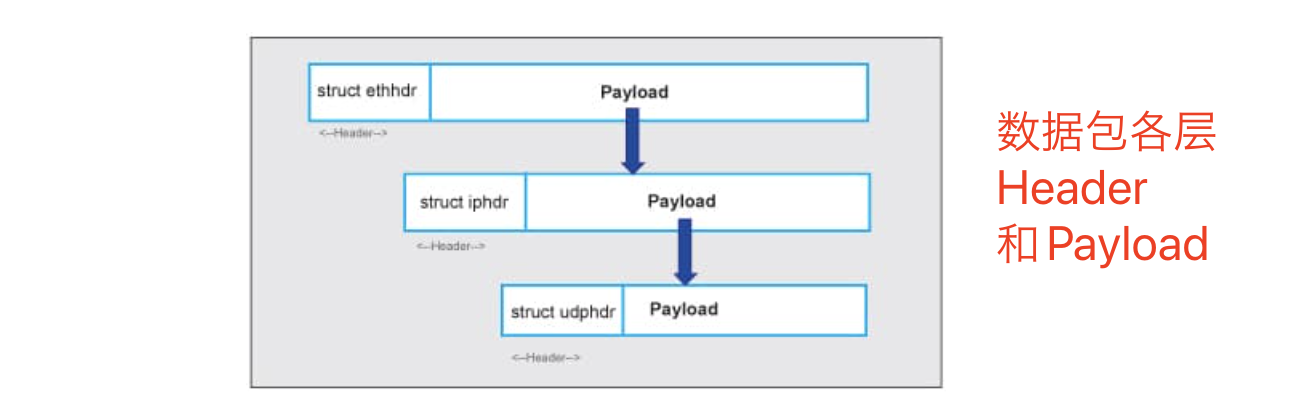 struct ethhdr
Payload
<--Header-->
struct iphdr
Payload
<--Header-->
struct udphdr
Payload
<--Header-->
数据包各层
Header
和 Payload